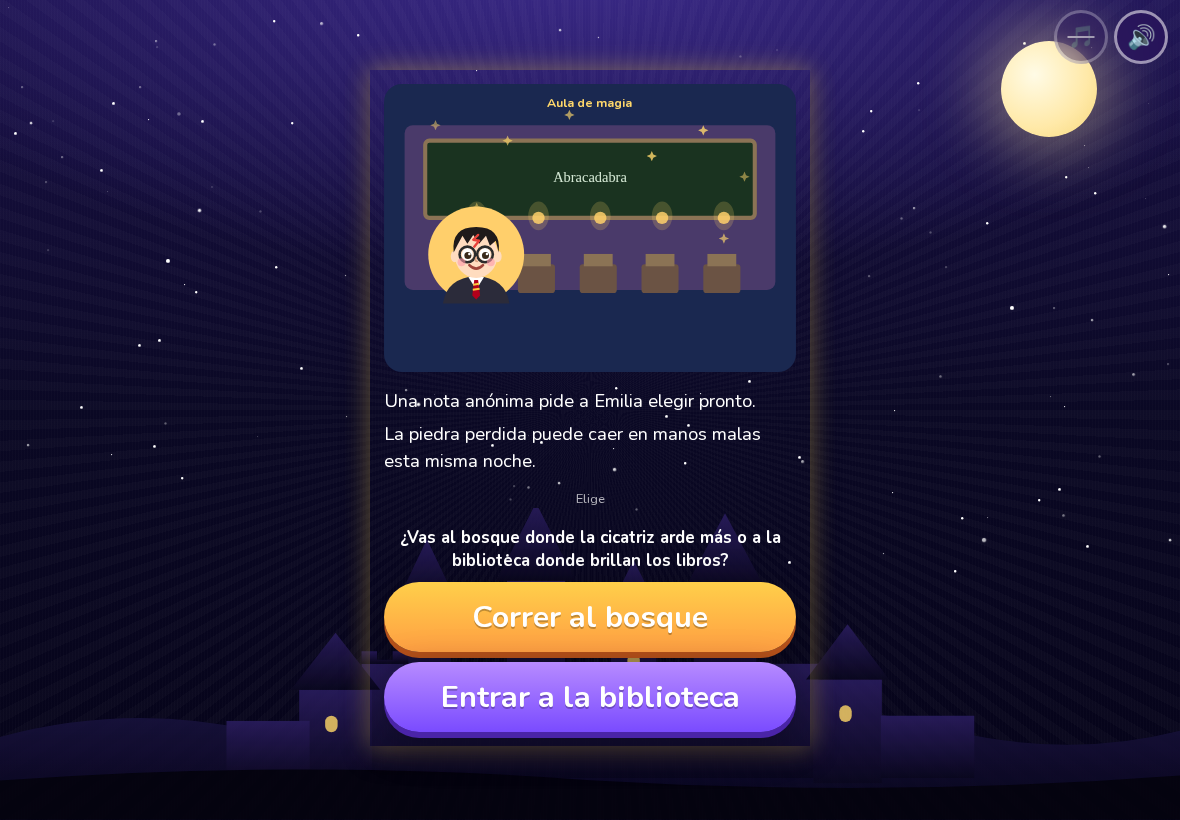 Aula de magia
Abracadabra
Una nota anónima pide a Emilia elegir pronto.
La piedra perdida puede caer en manos malas
esta misma noche.
Elige
¿Vas al bosque donde la cicatriz arde más o a la
biblioteca donde brillan los libros?
Correr al bosque
Entrar a la biblioteca